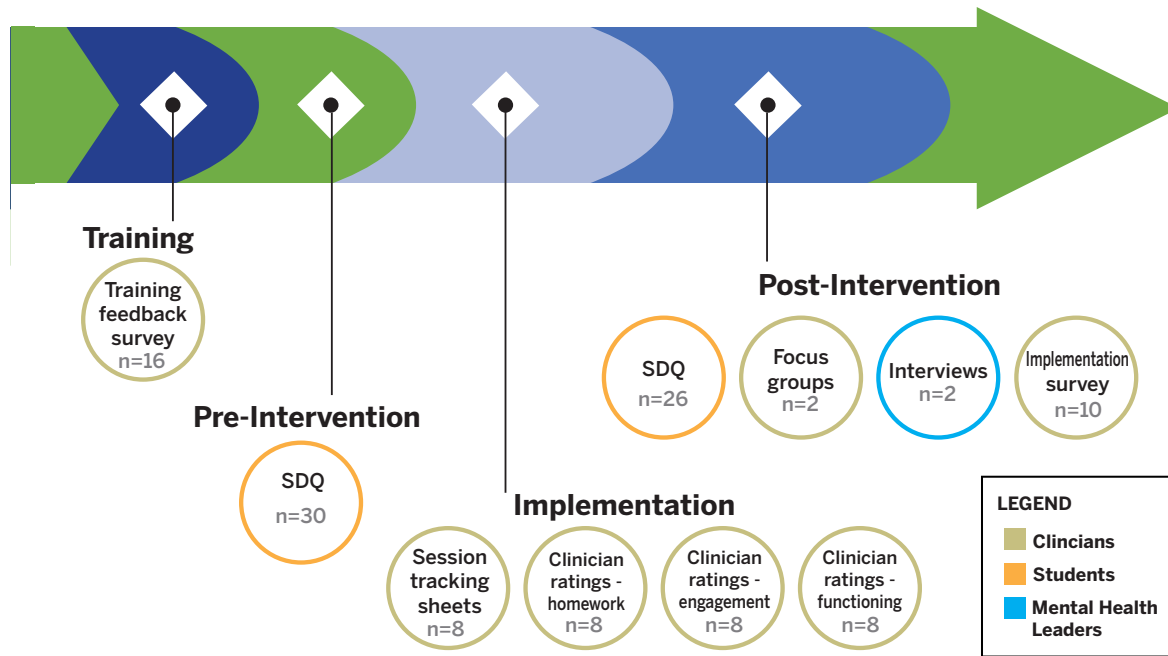 Training
Training
feedback
survey
n=16
Pre-Intervention
SDQ
n=30
Implementation
Session
tracking
sheets
n=8
Clinician
ratings -
homework
n=8
Clinician
ratings -
engagement
n=8
Clinician
ratings -
functioning
n=8
Post-Intervention
SDQ
n=26
Focus
groups
n=2
Interviews
n=2
Implementation
survey
n=10
LEGEND
Clincians
Students
Mental Health
Leaders